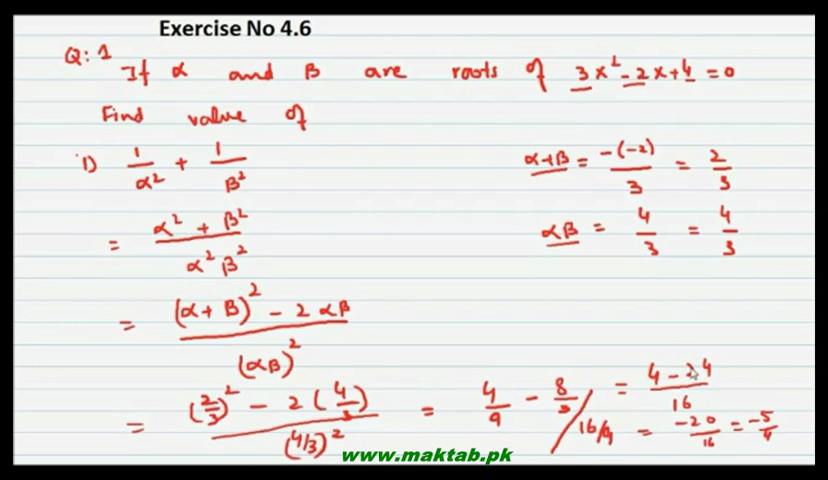 Exercise No 4.6
Q:1 If α and β are roots of 3x² - 2x + 4 = 0
Find value of
i) 1/α² + 1/β²
α+β = -(-2)/3 = 2/3
= α² + β² / α² β²
αβ = 4/3 = 4/3
= (α+β)² - 2αβ / (αβ)²
= (2/3)² - 2(4/3) / (4/3)² = 4/9 - 8/3 / 16/9 = 4 - 24 / 16
= -20/16 = -5/4
www.maktab.pk